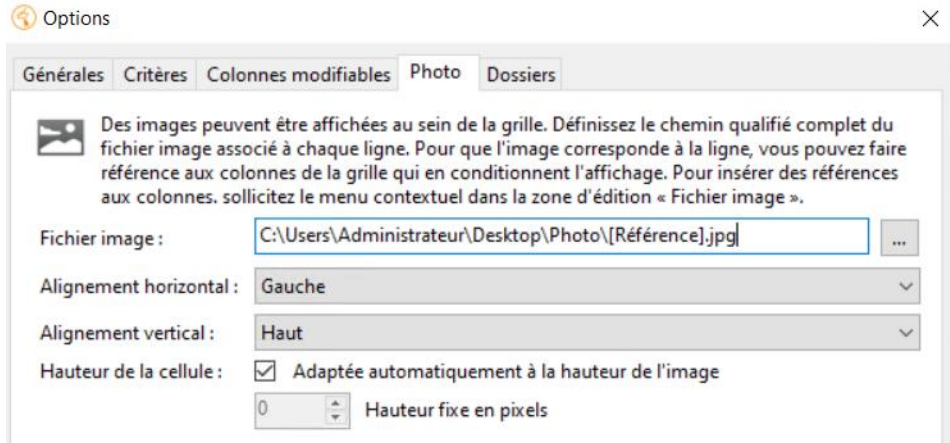 Options
Générales Critères Colonnes modifiables Photo Dossiers
Des images peuvent être affichées au sein de la grille. Définissez le chemin qualifié complet du
fichier image associé à chaque ligne. Pour que l'image corresponde à la ligne, vous pouvez faire
référence aux colonnes de la grille qui en conditionnent l'affichage. Pour insérer des références
aux colonnes. sollicitez le menu contextuel dans la zone d'édition « Fichier image ».
Fichier image : C:\Users\Administrateur\Desktop\Photo\[Référence].jpg ...
Alignement horizontal : Gauche
Alignement vertical : Haut
Hauteur de la cellule : Adaptée automatiquement à la hauteur de l'image
0 Hauteur fixe en pixels